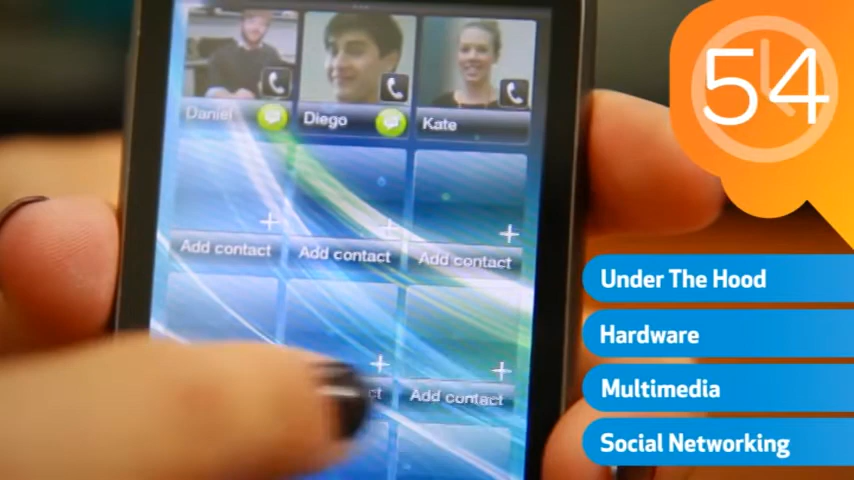 54
Daniel
Diego
Kate
Add contact
Add contact
Add contact
ct
Add contact
Under The Hood
Hardware
Multimedia
Social Networking